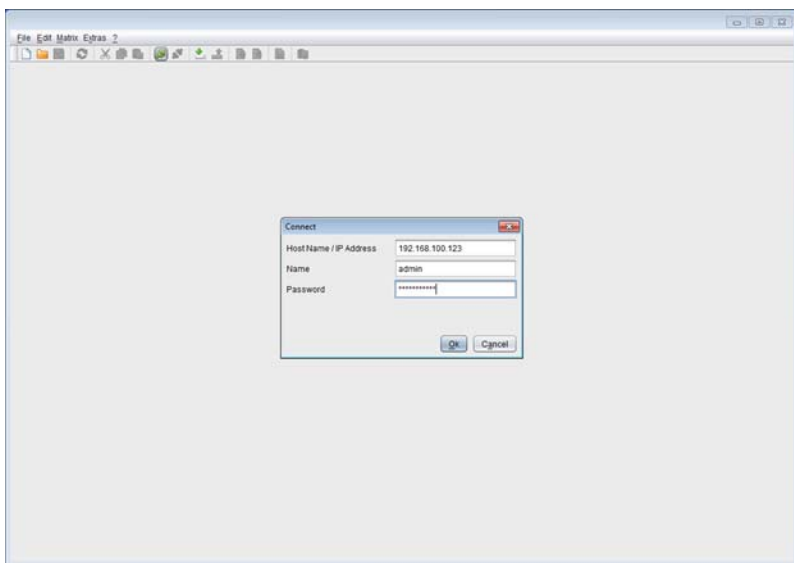 File Edit Matrix Extras ?
Connect
Host Name / IP Address 192.168.100.123
Name admin
Password ***********
Ok Cancel